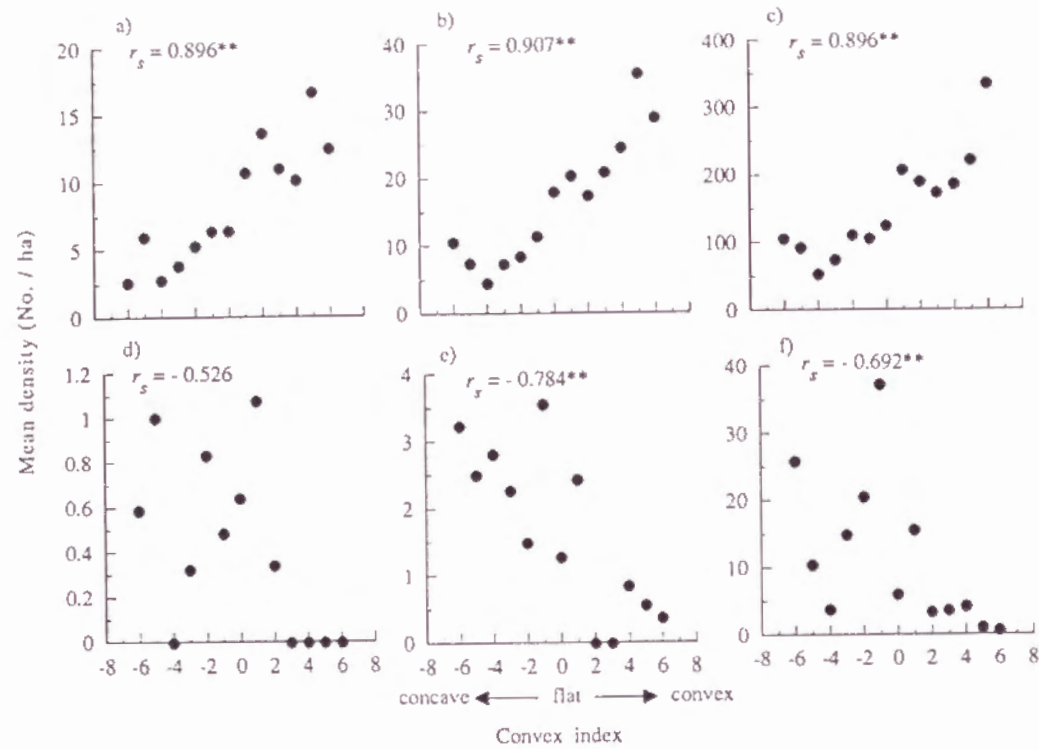 a)
r_s = 0.896**
20
15
10
5
0
b)
r_s = 0.907**
40
30
20
10
0
c)
r_s = 0.896**
400
300
200
100
0
Mean density (No. / ha)
d)
r_s = - 0.526
1.2
1
0.8
0.6
0.4
0.2
0
-8 -6 -4 -2 0 2 4 6 8
e)
r_s = - 0.784**
4
3
2
1
0
-8 -6 -4 -2 0 2 4 6 8
f)
r_s = - 0.692**
40
30
20
10
0
-8 -6 -4 -2 0 2 4 6 8
concave flat convex
Convex index